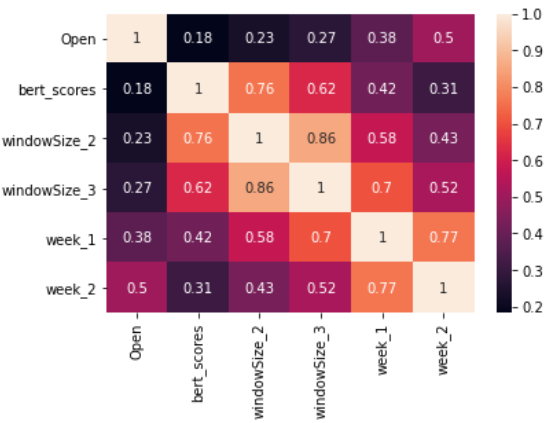 Open 1 0.18 0.23 0.27 0.38 0.5
bert_scores 0.18 1 0.76 0.62 0.42 0.31
windowSize_2 0.23 0.76 1 0.86 0.58 0.43
windowSize_3 0.27 0.62 0.86 1 0.7 0.52
week_1 0.38 0.42 0.58 0.7 1 0.77
week_2 0.5 0.31 0.43 0.52 0.77 1
Open
bert_scores
windowSize_2
windowSize_3
week_1
week_2
1.0
0.9
0.8
0.7
0.6
0.5
0.4
0.3
0.2